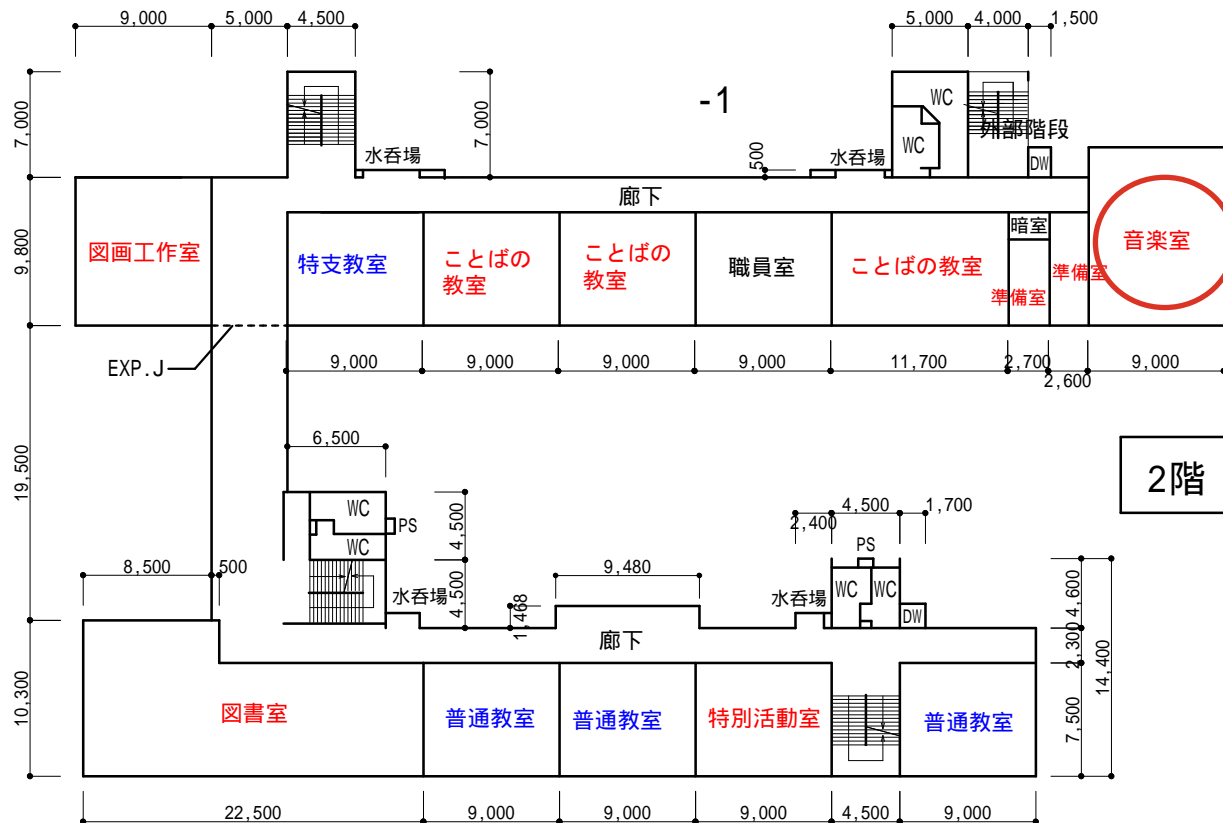 9,000
5,000
4,500
5,000
4,000
1,500
7,000
7,000
-1
WC
WC
外部階段
DW
水呑場
500
水呑場
廊下
9,800
図画工作室
特支教室
ことばの
教室
ことばの
教室
職員室
ことばの教室
暗室
準備室
準備室
音楽室
EXP.J
9,000
9,000
9,000
9,000
11,700
2,700
2,600
9,000
19,500
6,500
2階
WC
PS
WC
4,500
4,500
2,400
4,500
1,700
PS
8,500
500
水呑場
1,468
9,480
水呑場
WC
WC
DW
4,600
廊下
2,300
14,400
10,300
図書室
普通教室
普通教室
特別活動室
普通教室
7,500
22,500
9,000
9,000
9,000
4,500
9,000